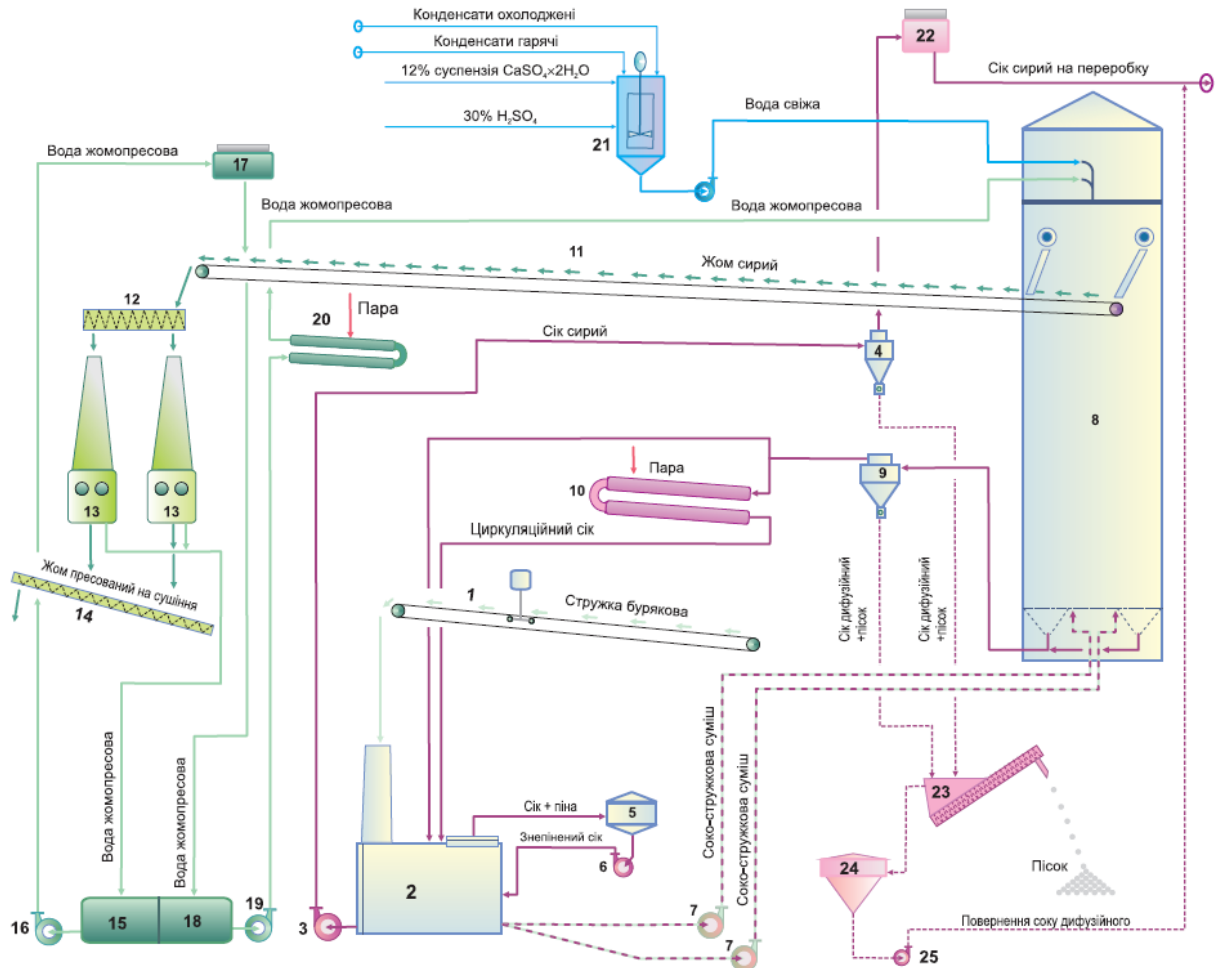 Конденсати охолоджені
Конденсати гарячі
12% суспензія CaSO₄×2H₂O
30% H₂SO₄
21
Вода свіжа
22
Сік сирий на переробку
Вода жомопресова
17
Вода жомопресова
Вода жомопресова
11
Жом сирий
12
20
Пара
Сік сирий
4
8
13
13
10
Пара
9
Циркуляційний сік
Жом пресований на сушіння
14
1
Стружка бурякова
Сік дифузійний
+пісок
Сік дифузійний
+пісок
Вода жомопресова
Вода жомопресова
Соко-стружкова суміш
Соко-стружкова суміш
Сік + піна
5
Знепінений сік
6
2
23
Пісок
24
16
15
18
19
3
7
7
Повернення соку дифузійного
25